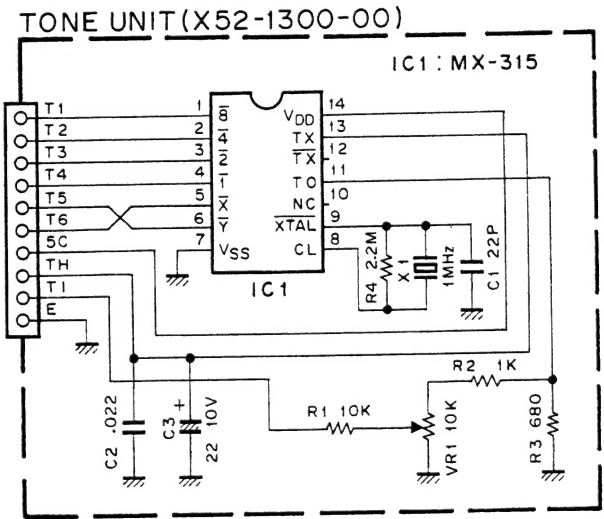 TONE UNIT (X52-1300-00)
IC1 : MX-315
T1 1 8 VDD 14
T2 2 4 TX 13
T3 3 2 TX 12
T4 4 1 TO 11
T5 5 X NC 10
T6 6 Y XTAL 9
5C 7 VSS CL 8
TH
TI
E
IC1
R4 2.2M
X1 1MHz
C1 22P
C2 .022
C3 + 22 10V
R1 10K
VR1 10K
R2 1K
R3 680